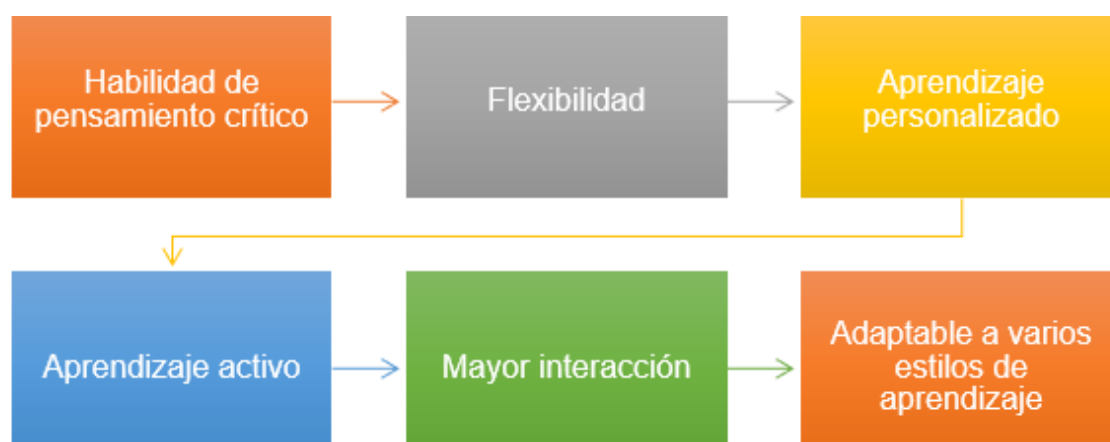 Habilidad de
pensamiento crítico
Flexibilidad
Aprendizaje
personalizado
Aprendizaje activo
Mayor interacción
Adaptable a varios
estilos de
aprendizaje